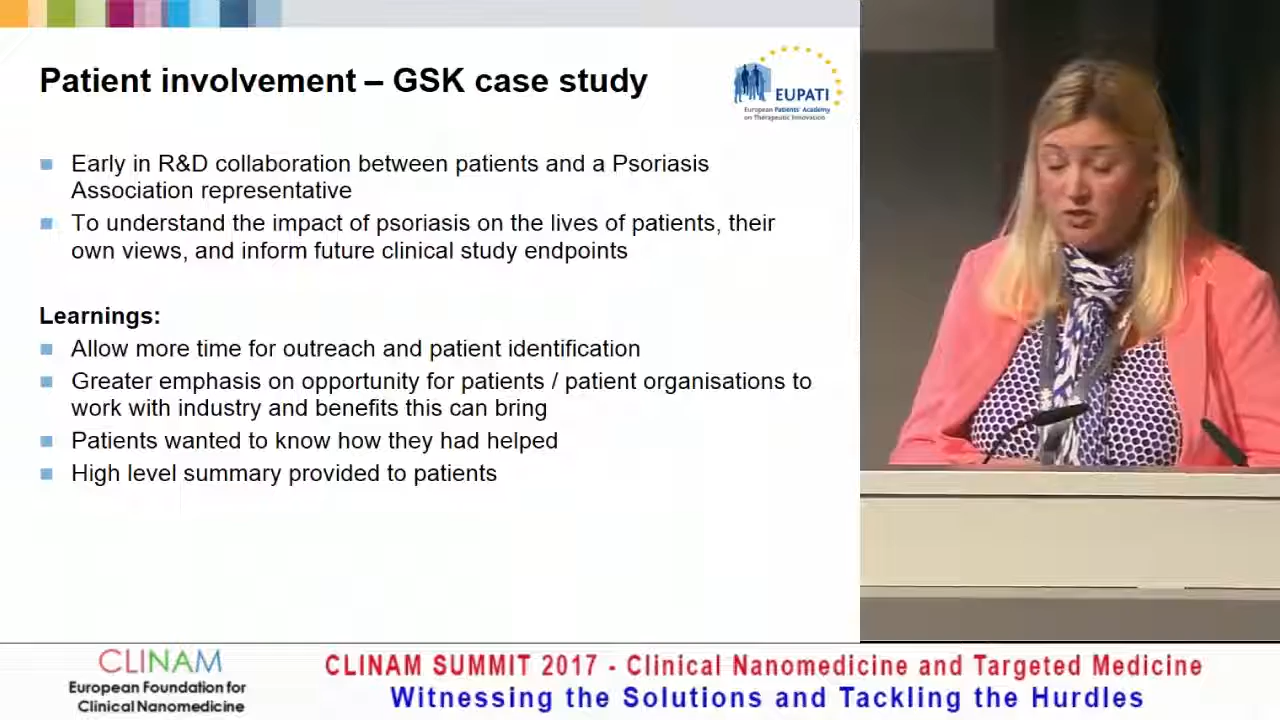 Patient involvement – GSK case study
EUPATI
European Patients' Academy
on Therapeutic Innovation
Early in R&D collaboration between patients and a Psoriasis
Association representative
To understand the impact of psoriasis on the lives of patients, their
own views, and inform future clinical study endpoints
Learnings:
Allow more time for outreach and patient identification
Greater emphasis on opportunity for patients / patient organisations to
work with industry and benefits this can bring
Patients wanted to know how they had helped
High level summary provided to patients
CLINAM
European Foundation for
Clinical Nanomedicine
CLINAM SUMMIT 2017 - Clinical Nanomedicine and Targeted Medicine
Witnessing the Solutions and Tackling the Hurdles